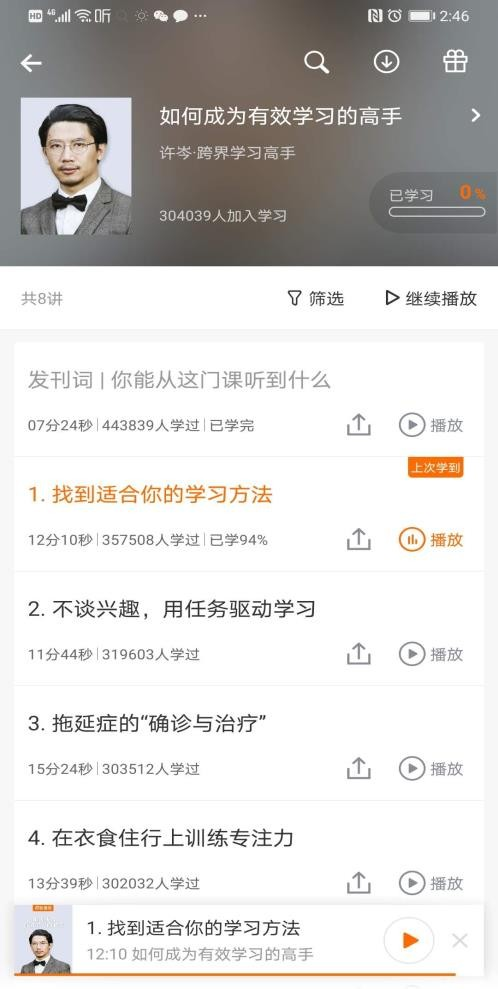 HD 4G 听 ··· 2:46
如何成为有效学习的高手
许岑·跨界学习高手
已学习 0%
304039人加入学习
共8讲 筛选 继续播放
发刊词 | 你能从这门课听到什么
07分24秒 | 443839人学过 | 已学完 播放
上次学到
1. 找到适合你的学习方法
12分10秒 | 357508人学过 | 已学94% 播放
2. 不谈兴趣，用任务驱动学习
11分44秒 | 319603人学过 播放
3. 拖延症的“确诊与治疗”
15分24秒 | 303512人学过 播放
4. 在衣食住行上训练专注力
13分39秒 | 302032人学过 播放
1. 找到适合你的学习方法
12:10 如何成为有效学习的高手